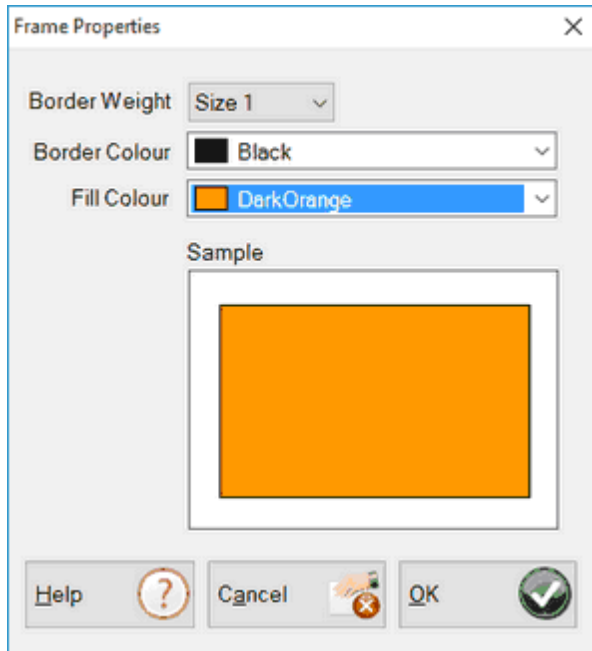 Frame Properties
Border Weight Size 1
Border Colour Black
Fill Colour DarkOrange
Sample
Help ? Cancel OK